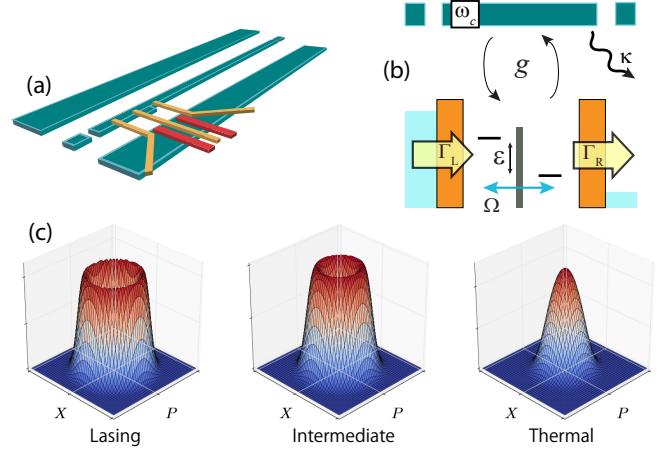 (a)
ω_c
κ
(b)
g
Γ_L
ε
Γ_R
Ω
(c)
X
P
X
P
X
P
Lasing
Intermediate
Thermal